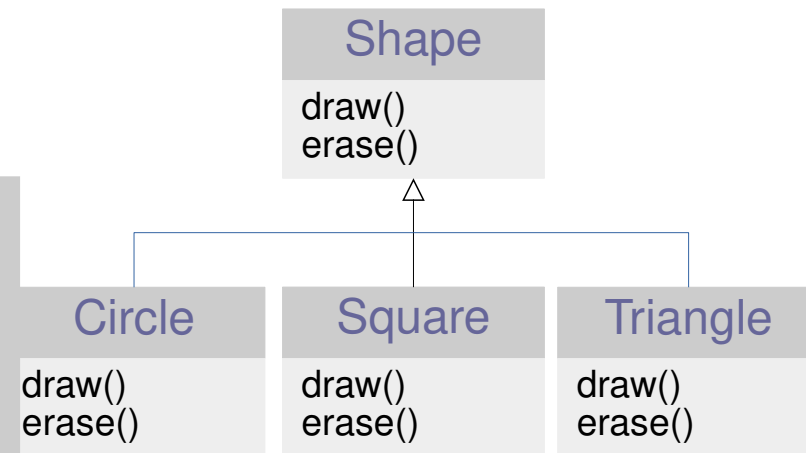 Shape
draw()
erase()
Circle
draw()
erase()
Square
draw()
erase()
Triangle
draw()
erase()